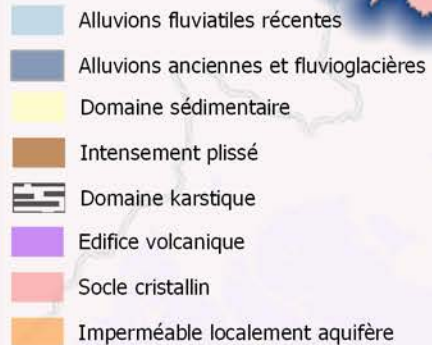 Alluvions fluviatiles récentes
Alluvions anciennes et fluvioglacières
Domaine sédimentaire
Intensement plissé
Domaine karstique
Edifice volcanique
Socle cristallin
Imperméable localement aquifère